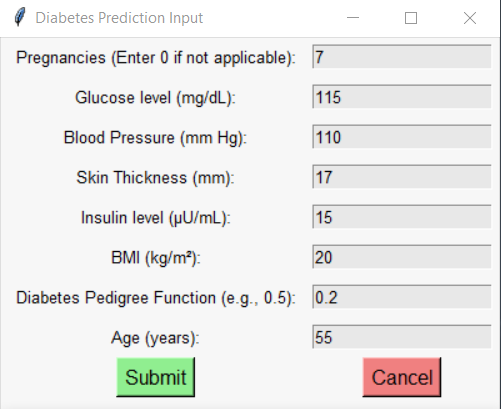 Diabetes Prediction Input
Pregnancies (Enter 0 if not applicable): 7
Glucose level (mg/dL): 115
Blood Pressure (mm Hg): 110
Skin Thickness (mm): 17
Insulin level (µU/mL): 15
BMI (kg/m²): 20
Diabetes Pedigree Function (e.g., 0.5): 0.2
Age (years): 55
Submit Cancel